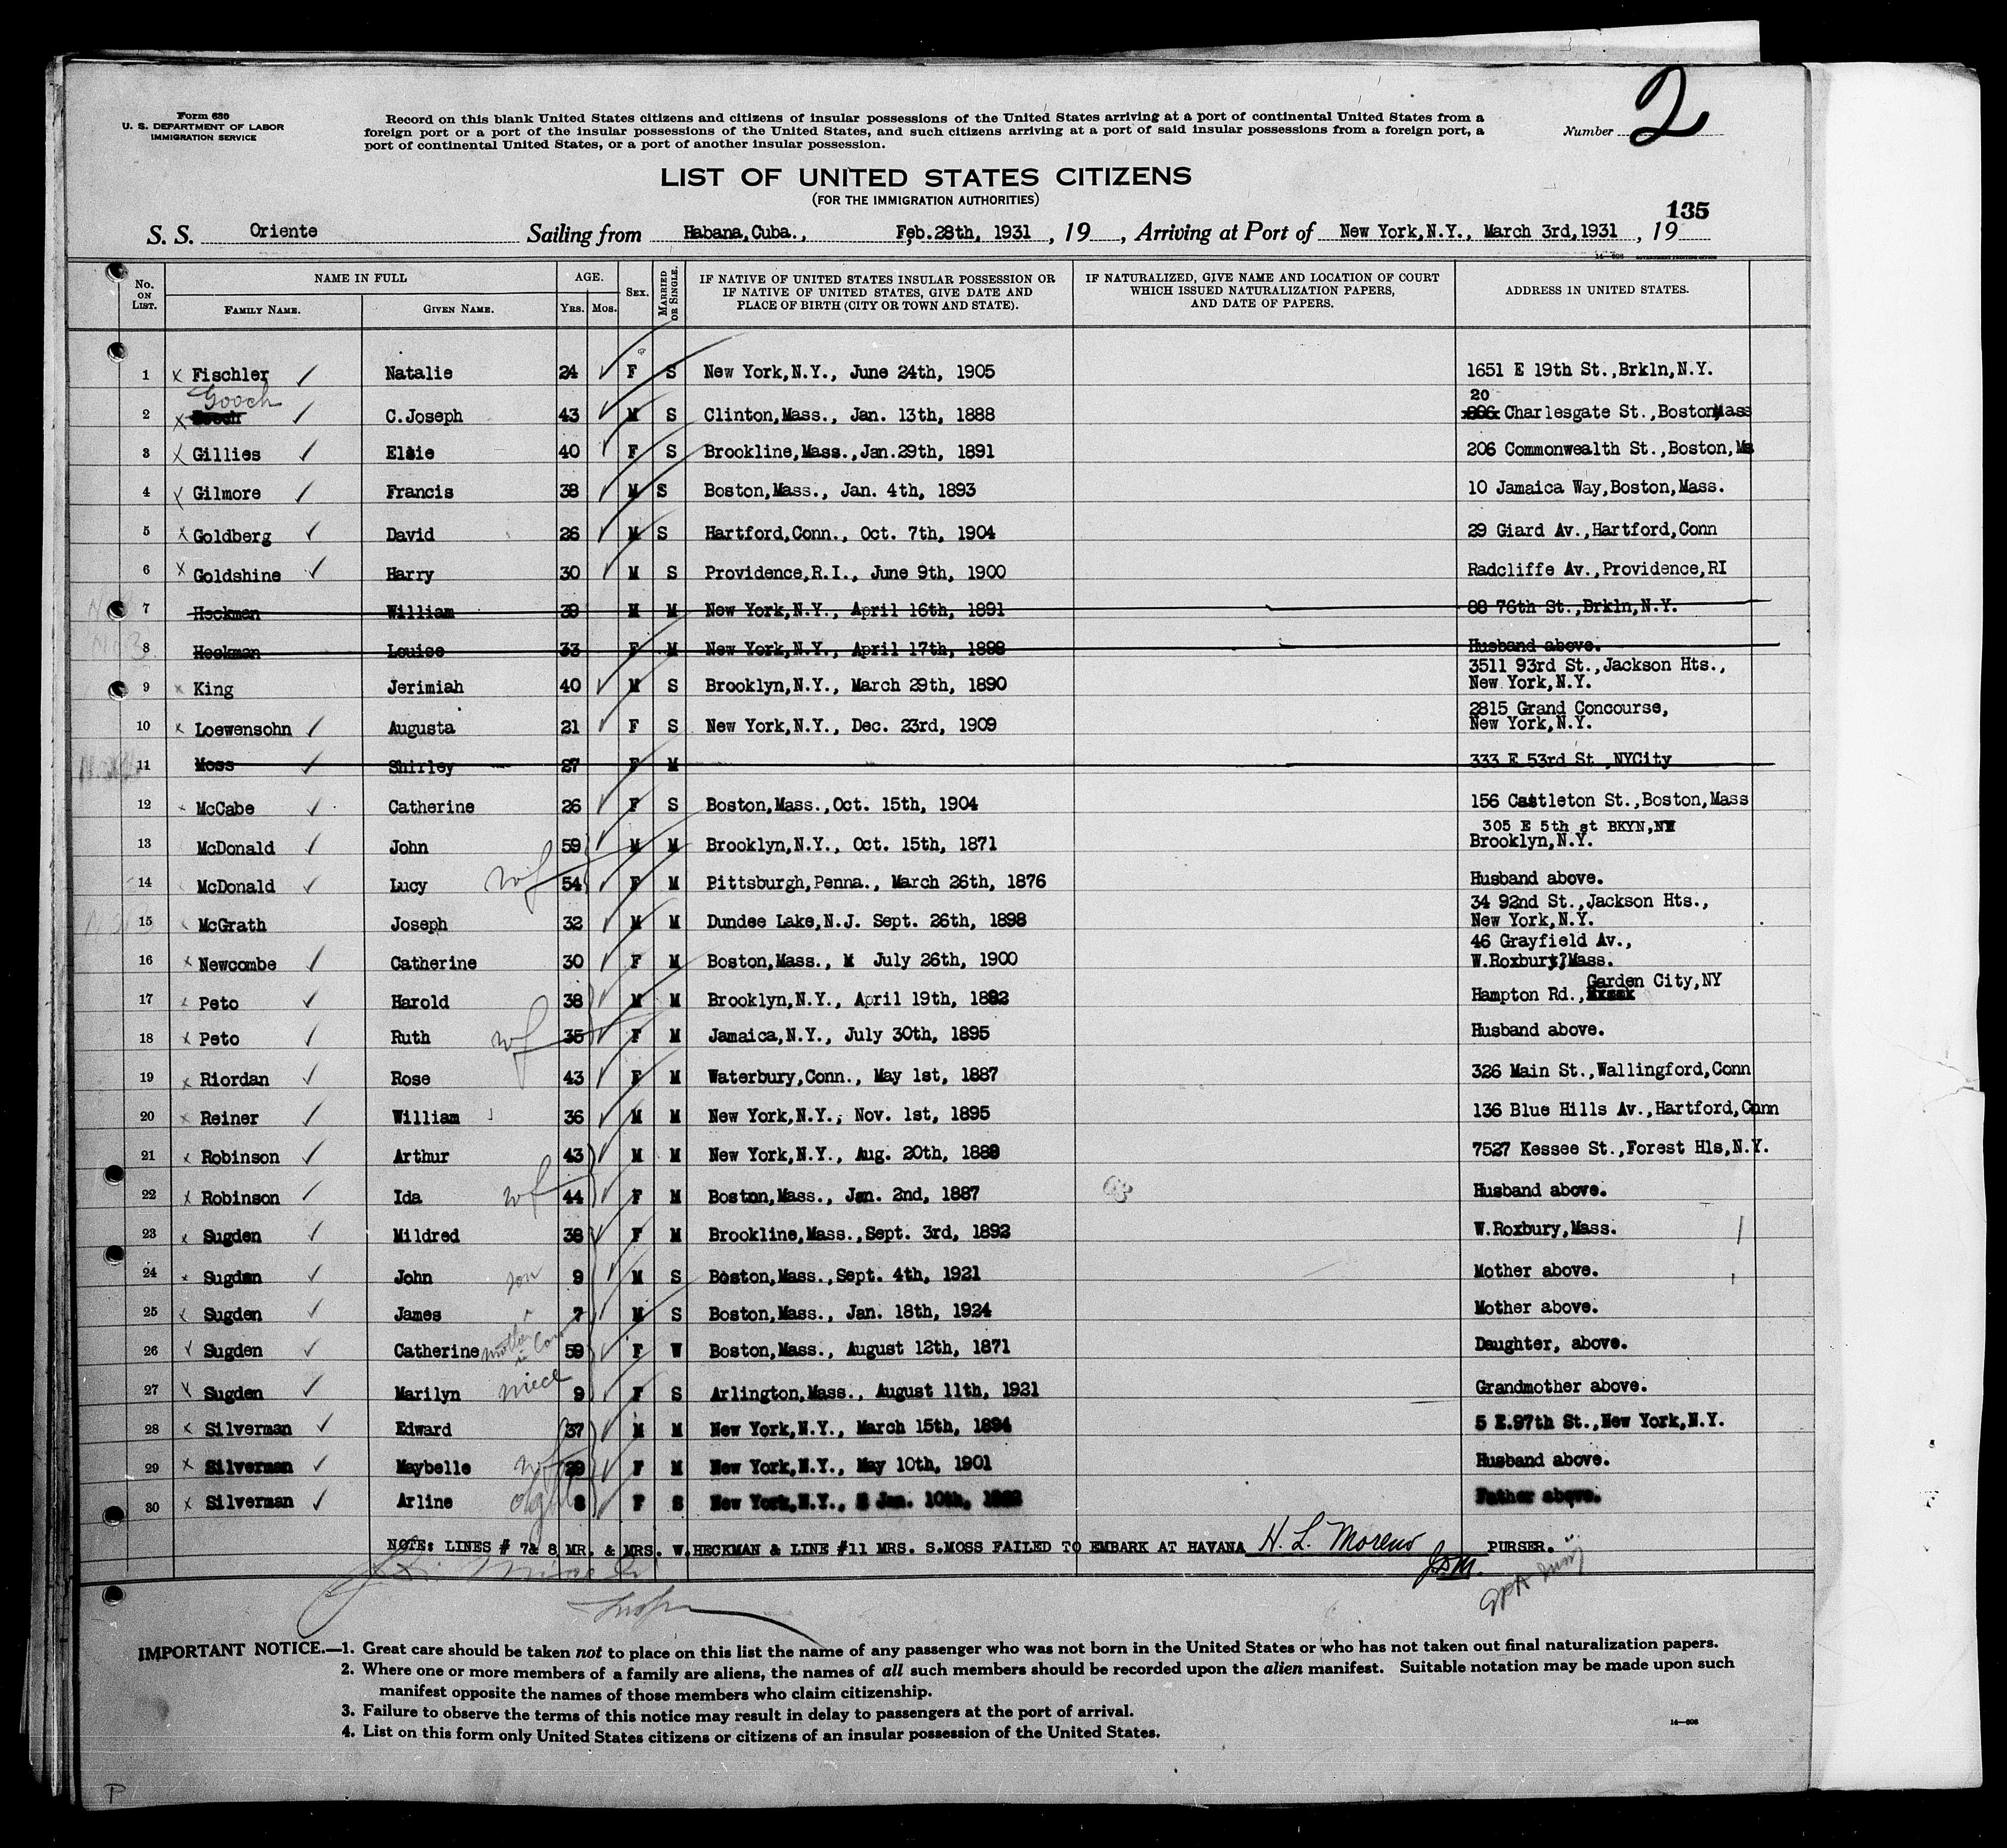 Form 630
U. S. DEPARTMENT OF LABOR
IMMIGRATION SERVICE
Record on this blank United States citizens and citizens of insular possessions of the United States arriving at a port of continental United States from a
foreign port or a port of the insular possessions of the United States, and such citizens arriving at a port of said insular possessions from a foreign port, a
port of continental United States, or a port of another insular possession.
Number 2
LIST OF UNITED STATES CITIZENS
(FOR THE IMMIGRATION AUTHORITIES)
135
S. S. Oriente Sailing from Habana, Cuba., Feb. 28th, 1931, 19 , Arriving at Port of New York, N.Y., March 3rd, 1931, 19
14—606 GOVERNMENT PRINTING OFFICE
No. ON LIST. NAME IN FULL FAMILY NAME. GIVEN NAME. AGE. YRS. MOS. SEX. MARRIED OR SINGLE. IF NATIVE OF UNITED STATES INSULAR POSSESSION OR IF NATIVE OF UNITED STATES, GIVE DATE AND PLACE OF BIRTH (CITY OR TOWN AND STATE). IF NATURALIZED, GIVE NAME AND LOCATION OF COURT WHICH ISSUED NATURALIZATION PAPERS, AND DATE OF PAPERS. ADDRESS IN UNITED STATES.
1 x Fischler ✓ Natalie 24 F S New York,N.Y., June 24th, 1905 1651 E 19th St.,Brkln,N.Y.
Gooch 20
2 x ✓ C.Joseph 43 M S Clinton,Mass., Jan. 13th, 1888 Charlesgate St.,Boston,Mass
3 x Gillies ✓ Elsie 40 F S Brookline,Mass.,Jan.29th, 1891 206 Commonwealth St.,Boston,Ms
4 x Gilmore ✓ Francis 38 M S Boston,Mass., Jan. 4th, 1893 10 Jamaica Way,Boston,Mass.
5 x Goldberg ✓ David 26 M S Hartford,Conn., Oct. 7th, 1904 29 Giard Av.,Hartford,Conn
6 x Goldshine ✓ Harry 30 M S Providence,R.I., June 9th, 1900 Radcliffe Av.,Providence,RI
7 Heckman William 39 M M New York,N.Y., April 16th, 1891 88 76th St.,Brkln,N.Y.
8 Heckman Louise 33 F M New York,N.Y., April 17th, 1898 Husband above.
3511 93rd St.,Jackson Hts.,
9 x King Jerimiah 40 M S Brooklyn,N.Y., March 29th, 1890 New York,N.Y.
2815 Grand Concourse,
10 x Loewensohn ✓ Augusta 21 F S New York,N.Y., Dec. 23rd, 1909 New York,N.Y.
11 Moss ✓ Shirley 27 F M 333 E 53rd St ,NYCity
12 x McCabe ✓ Catherine 26 F S Boston,Mass.,Oct. 15th, 1904 156 Castleton St.,Boston,Mass
305 E 5th st BKYN,NY
13 McDonald ✓ John 59 M M Brooklyn,N.Y., Oct. 15th, 1871 Brooklyn,N.Y.
14 McDonald ✓ Lucy wf 54 F M Pittsburgh,Penna., March 26th, 1876 Husband above.
34 92nd St.,Jackson Hts.,
15 McGrath Joseph 32 M M Dundee Lake,N.J. Sept. 26th, 1898 New York,N.Y.
46 Grayfield Av.,
16 x Newcombe ✓ Catherine 30 F M Boston,Mass., July 26th, 1900 W.Roxbury,Mass.
Garden City,NY
17 x Peto ✓ Harold 38 M M Brooklyn,N.Y., April 19th, 1892 Hampton Rd.,
18 x Peto ✓ Ruth wf 35 F M Jamaica,N.Y., July 30th, 1895 Husband above.
19 x Riordan ✓ Rose 43 F M Waterbury,Conn., May 1st, 1887 326 Main St.,Wallingford,Conn
20 x Reiner ✓ William 36 M M New York,N.Y., Nov. 1st, 1895 136 Blue Hills Av.,Hartford,Conn
21 x Robinson ✓ Arthur 43 M M New York,N.Y., Aug. 20th, 1888 7527 Kessee St.,Forest Hls,N.Y.
22 x Robinson ✓ Ida wf 44 F M Boston,Mass., Jan. 2nd, 1887 Husband above.
23 x Sugden ✓ Mildred 38 F M Brookline,Mass.,Sept. 3rd, 1892 W.Roxbury,Mass.
24 x Sugden ✓ John son 9 M S Boston,Mass.,Sept. 4th, 1921 Mother above.
25 x Sugden ✓ James " 7 M S Boston,Mass., Jan. 18th, 1924 Mother above.
26 x Sugden ✓ Catherine mother in law 59 F W Boston,Mass., August 12th, 1871 Daughter, above.
27 x Sugden ✓ Marilyn niece 9 F S Arlington,Mass., August 11th, 1921 Grandmother above.
28 x Silverman ✓ Edward 37 M M New York,N.Y., March 15th, 1894 5 E.97th St.,New York,N.Y.
29 x Silverman ✓ Maybelle wf 29 F M New York,N.Y., May 10th, 1901 Husband above.
30 x Silverman ✓ Arline dght 8 F S New York,N.Y., Jan. 10th, Father above.
NOTE: LINES # 7& 8 MR. & MRS. W.HECKMAN & LINE #11 MRS. S.MOSS FAILED TO EMBARK AT HAVANA H. L. Moreno PURSER.
Insp
IMPORTANT NOTICE.—1. Great care should be taken not to place on this list the name of any passenger who was not born in the United States or who has not taken out final naturalization papers.
2. Where one or more members of a family are aliens, the names of all such members should be recorded upon the alien manifest. Suitable notation may be made upon such
manifest opposite the names of those members who claim citizenship.
3. Failure to observe the terms of this notice may result in delay to passengers at the port of arrival.
4. List on this form only United States citizens or citizens of an insular possession of the United States.
14—606
P